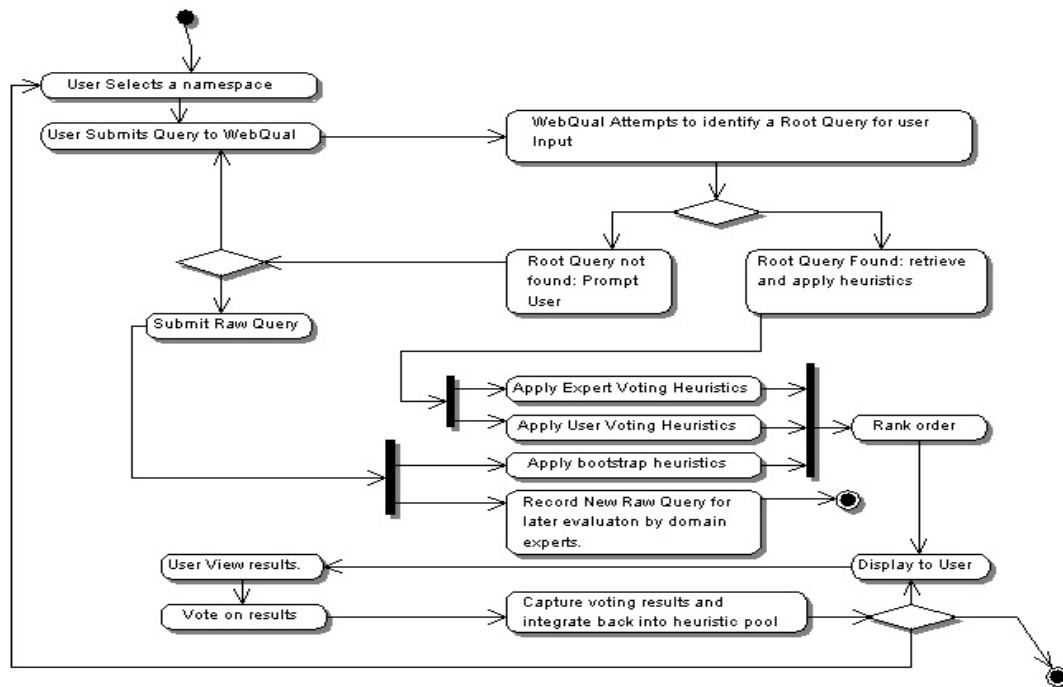 User Selects a namespace
User Submits Query to WebQual
WebQual Attempts to identify a Root Query for user
Input
Root Query not
found: Prompt
User
Root Query Found: retrieve
and apply heuristics
Submit Raw Query
Apply Expert Voting Heuristics
Apply User Voting Heuristics
Rank order
Apply bootstrap heuristics
Record New Raw Query for
later evaluaton by domain
experts.
User View results.
Display to User
Vote on results
Capture voting results and
integrate back into heuristic pool